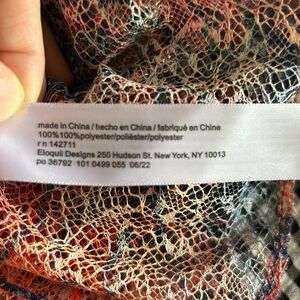 made in China / hecho en China / fabriqué en Chine
100%100%polyester/poliéster/polyester
r n 142711
Eloquii Designs 250 Hudson St. New York, NY 10013
po 36792 101 0499 055 06/22